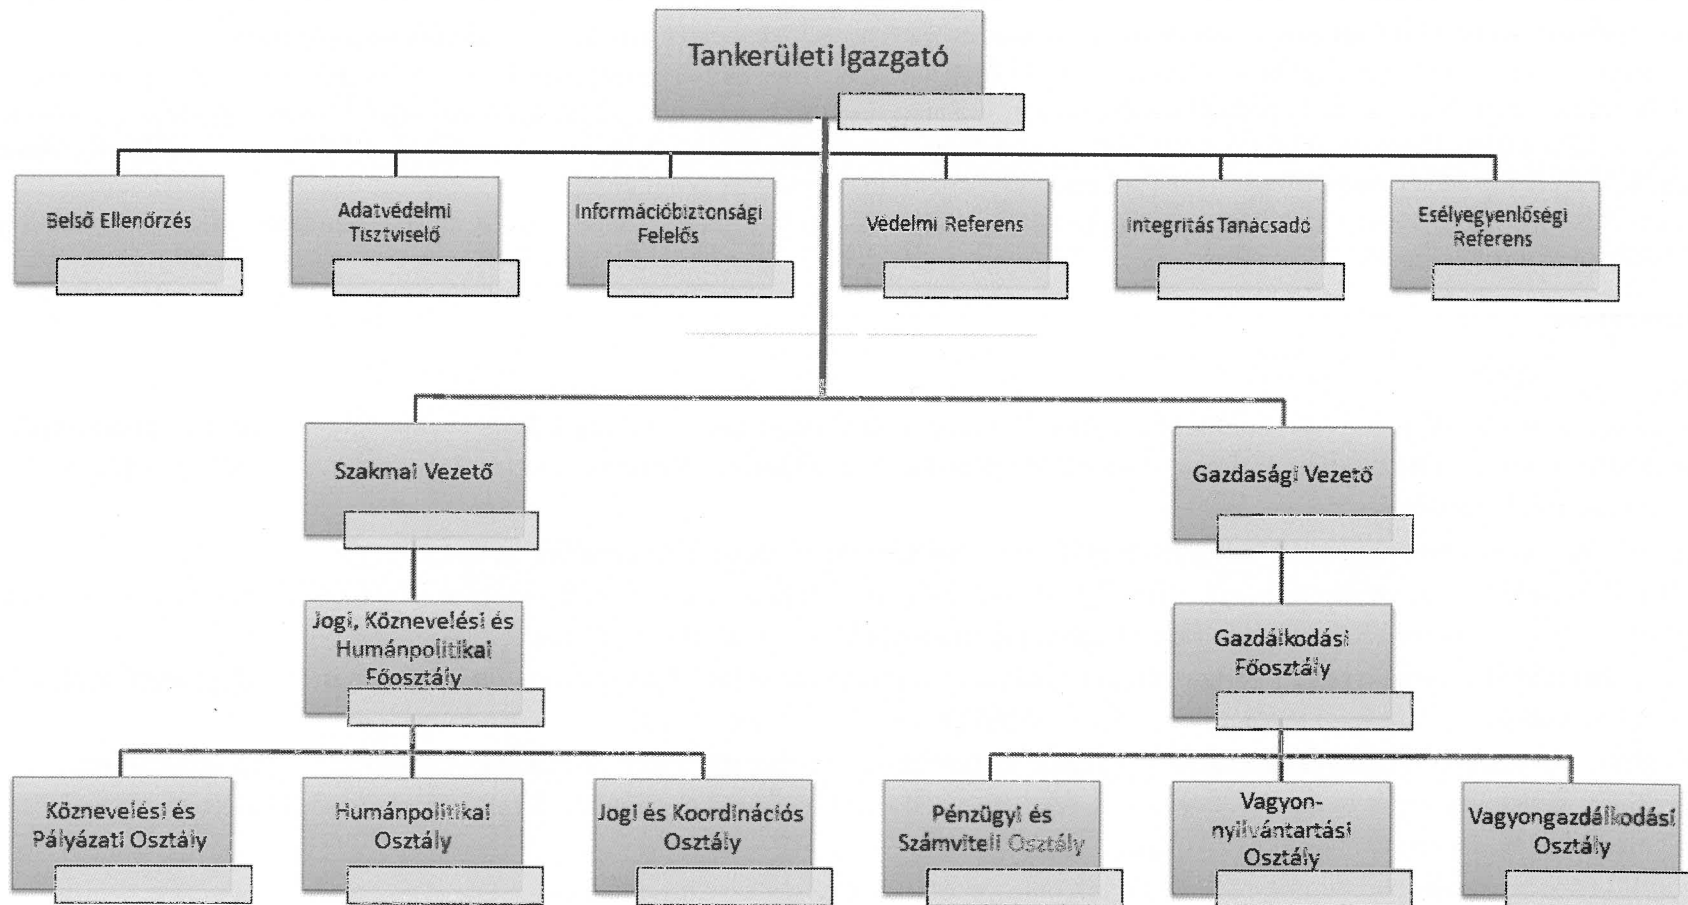 Tankerületi Igazgató
Belső Ellenőrzés
Adatvédelmi
Tisztviselő
Információbiztonsági
Felelős
Védelmi Referens
Integritás Tanácsadó
Esélyegyenlőségi
Referens
Szakmai Vezető
Gazdasági Vezető
Jogi, Köznevelési és
Humánpolitikai
Főosztály
Gazdálkodási
Főosztály
Köznevelési és
Pályázati Osztály
Humánpolitikai
Osztály
Jogi és Koordinációs
Osztály
Pénzügyi és
Számviteli Osztály
Vagyon-
nyilvántartási
Osztály
Vagyongazdálkodási
Osztály